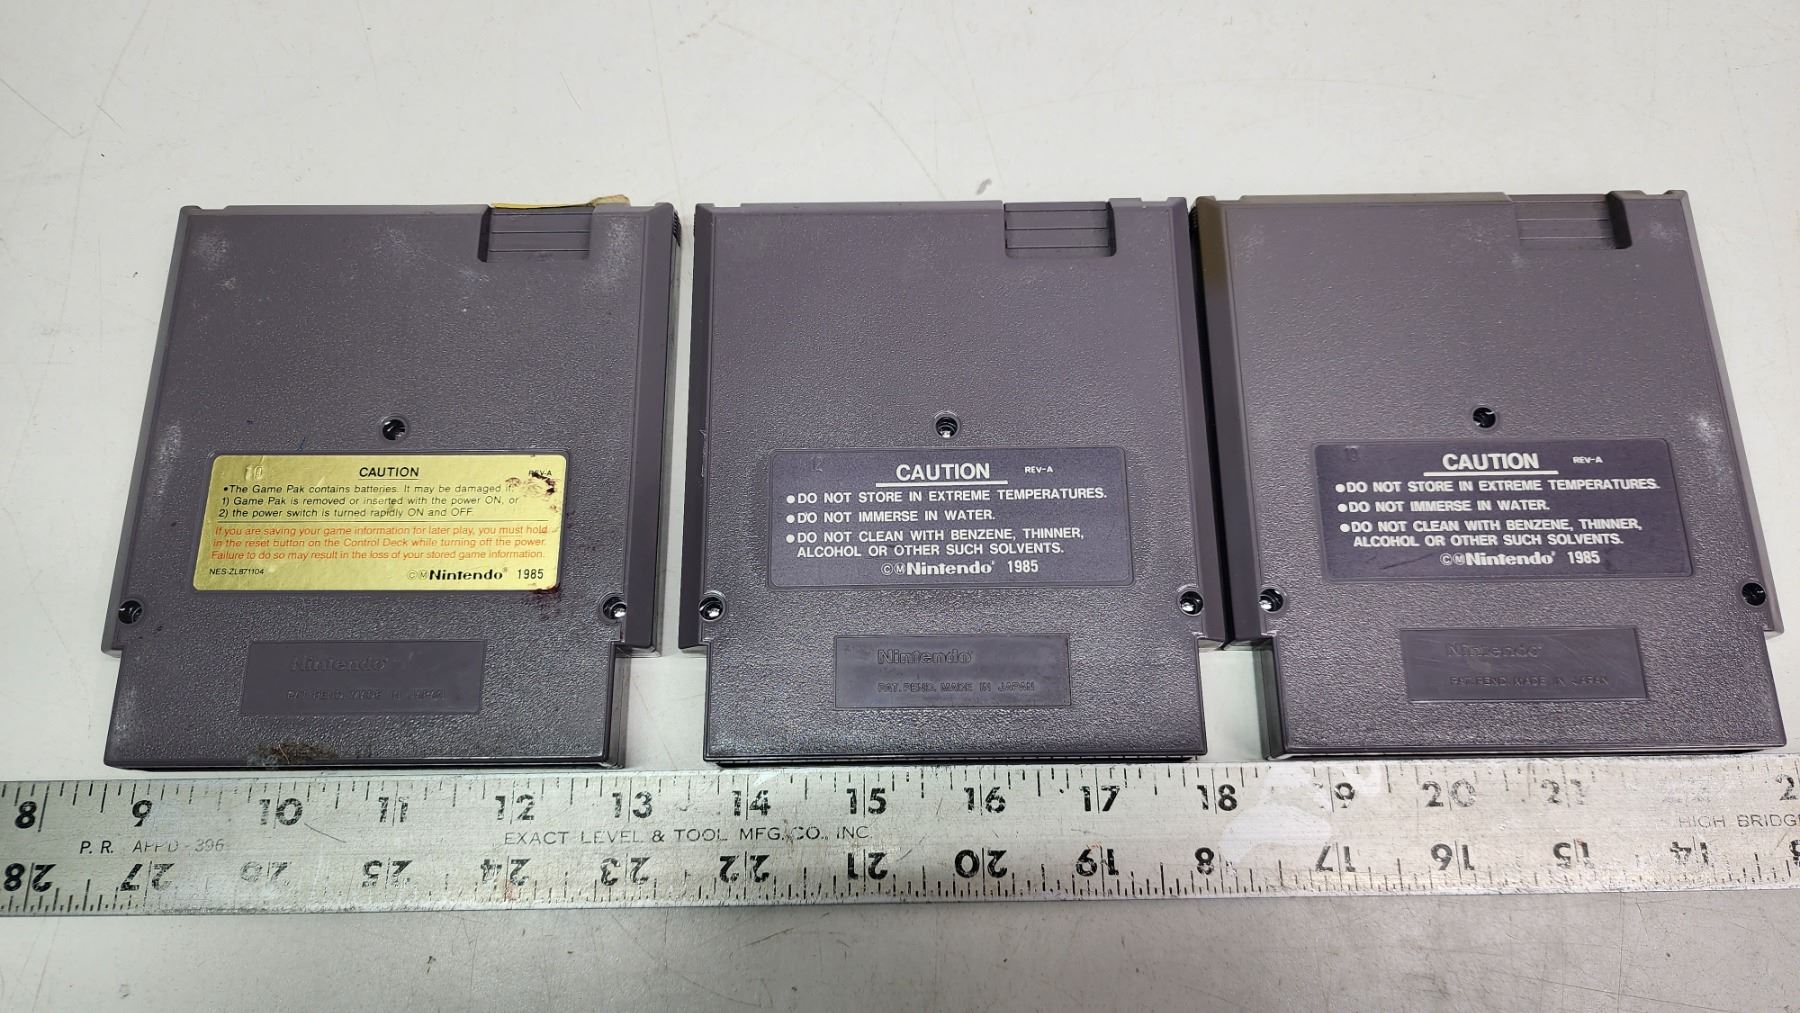 10
CAUTION
REV-A
•The Game Pak contains batteries. It may be damaged if:
1) Game Pak is removed or inserted with the power ON, or
2) the power switch is turned rapidly ON and OFF.
If you are saving your game information for later play, you must hold
in the reset button on the Control Deck while turning off the power.
Failure to do so may result in the loss of your stored game information.
NES-ZL871104
©Ⓜ Nintendo® 1985
Nintendo®
PAT. PEND. MADE IN JAPAN
12
CAUTION
REV-A
●DO NOT STORE IN EXTREME TEMPERATURES.
●DO NOT IMMERSE IN WATER.
●DO NOT CLEAN WITH BENZENE, THINNER,
ALCOHOL OR OTHER SUCH SOLVENTS.
©Ⓜ Nintendo® 1985
Nintendo®
PAT. PEND. MADE IN JAPAN
CAUTION
REV-A
●DO NOT STORE IN EXTREME TEMPERATURES.
●DO NOT IMMERSE IN WATER.
●DO NOT CLEAN WITH BENZENE, THINNER,
ALCOHOL OR OTHER SUCH SOLVENTS.
©Ⓜ Nintendo® 1985
Nintendo®
PAT. PEND. MADE IN JAPAN
8 9 10 11 12 13 14 15 16 17 18 19 20 21
P. R. APPD - 396
EXACT LEVEL & TOOL MFG. CO., INC.
HIGH BRIDG
28 27 26 25 24 23 22 21 20 19 18 17 16 15 14